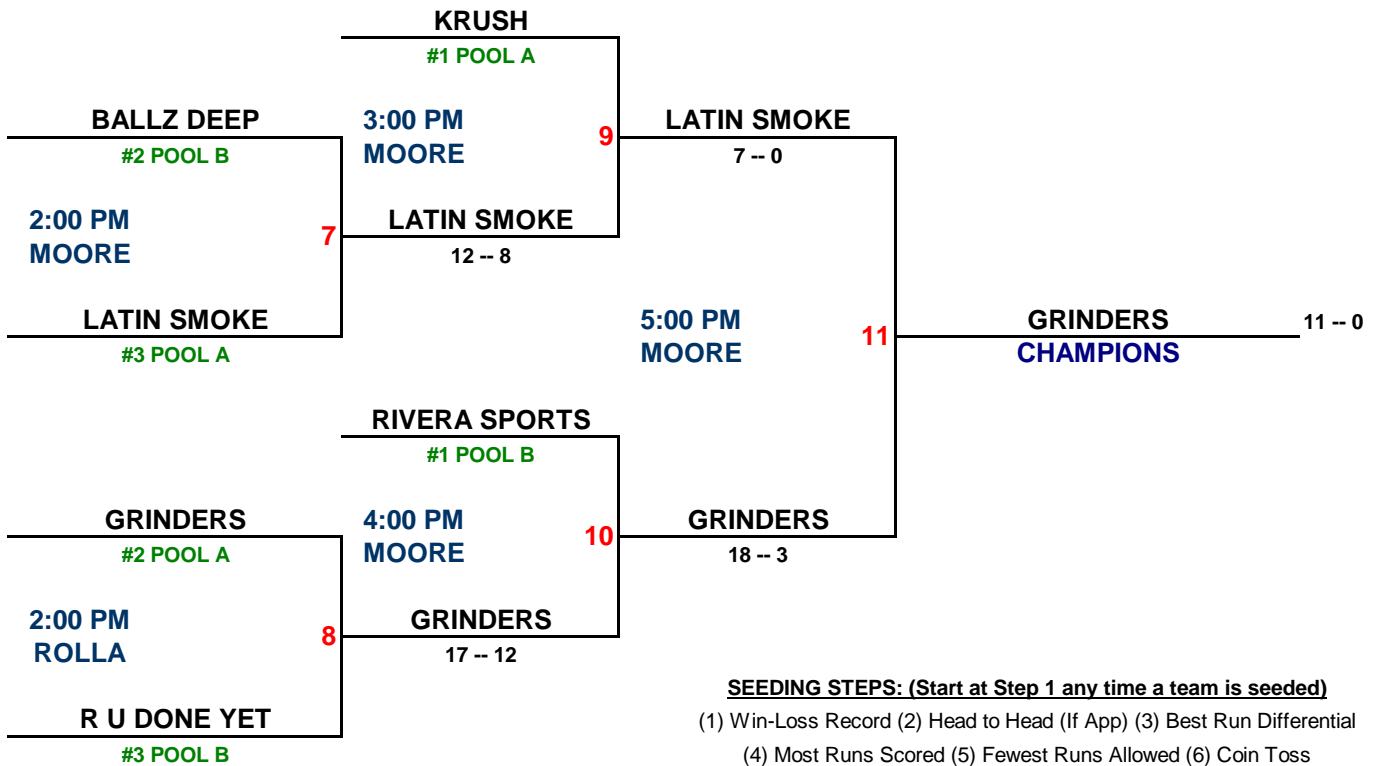 KRUSH
#1 POOL A
BALLZ DEEP
#2 POOL B
3:00 PM
MOORE
9
LATIN SMOKE
7 -- 0
2:00 PM
MOORE
7
LATIN SMOKE
12 -- 8
LATIN SMOKE
#3 POOL A
5:00 PM
MOORE
11
GRINDERS
CHAMPIONS
11 -- 0
RIVERA SPORTS
#1 POOL B
GRINDERS
#2 POOL A
4:00 PM
MOORE
10
GRINDERS
18 -- 3
2:00 PM
ROLLA
8
GRINDERS
17 -- 12
R U DONE YET
#3 POOL B
SEEDING STEPS: (Start at Step 1 any time a team is seeded)
(1) Win-Loss Record (2) Head to Head (If App) (3) Best Run Differential
(4) Most Runs Scored (5) Fewest Runs Allowed (6) Coin Toss